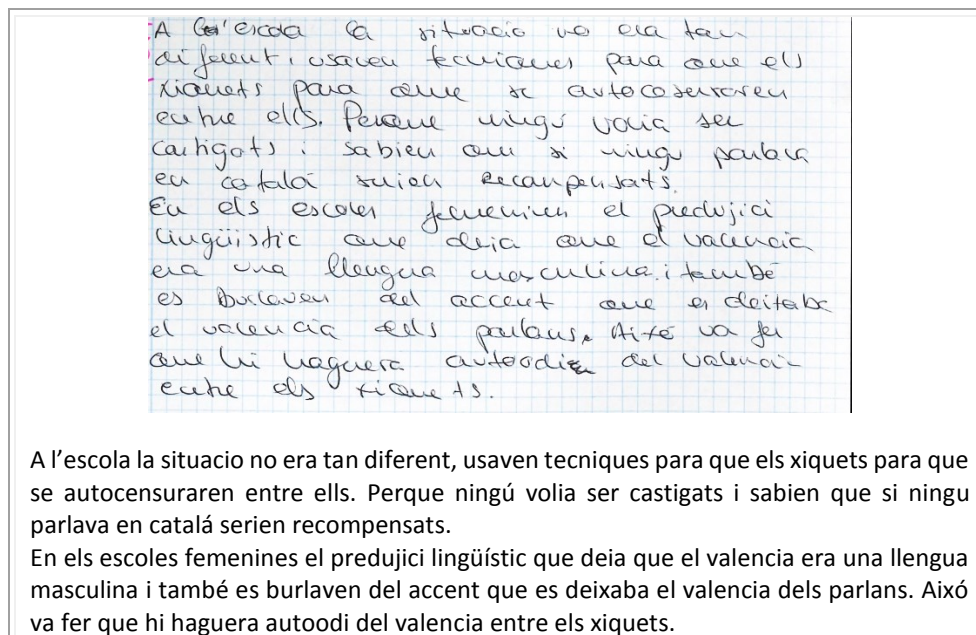 A l'escola la situacio no era tan
diferent, usaven tecniques para que els
xiquets para que se autocensuraren
entre ells. Perque ningú volia ser
castigats i sabien que si ningu parlava
en catalá serien recompensats.
En els escoles femenines el predujici
lingüístic que deia que el valencia
era una llengua masculina i també
es burlaven del accent que es deitaba
el valencia dels parlans. Aixó va fer
que hi haguera autoodi del valencia
entre els xiquets.
A l’escola la situacio no era tan diferent, usaven tecniques para que els xiquets para que
se autocensuraren entre ells. Perque ningú volia ser castigats i sabien que si ningu
parlava en catalá serien recompensats.
En els escoles femenines el predujici lingüístic que deia que el valencia era una llengua
masculina i també es burlaven del accent que es deixaba el valencia dels parlans. Aixó
va fer que hi haguera autoodi del valencia entre els xiquets.